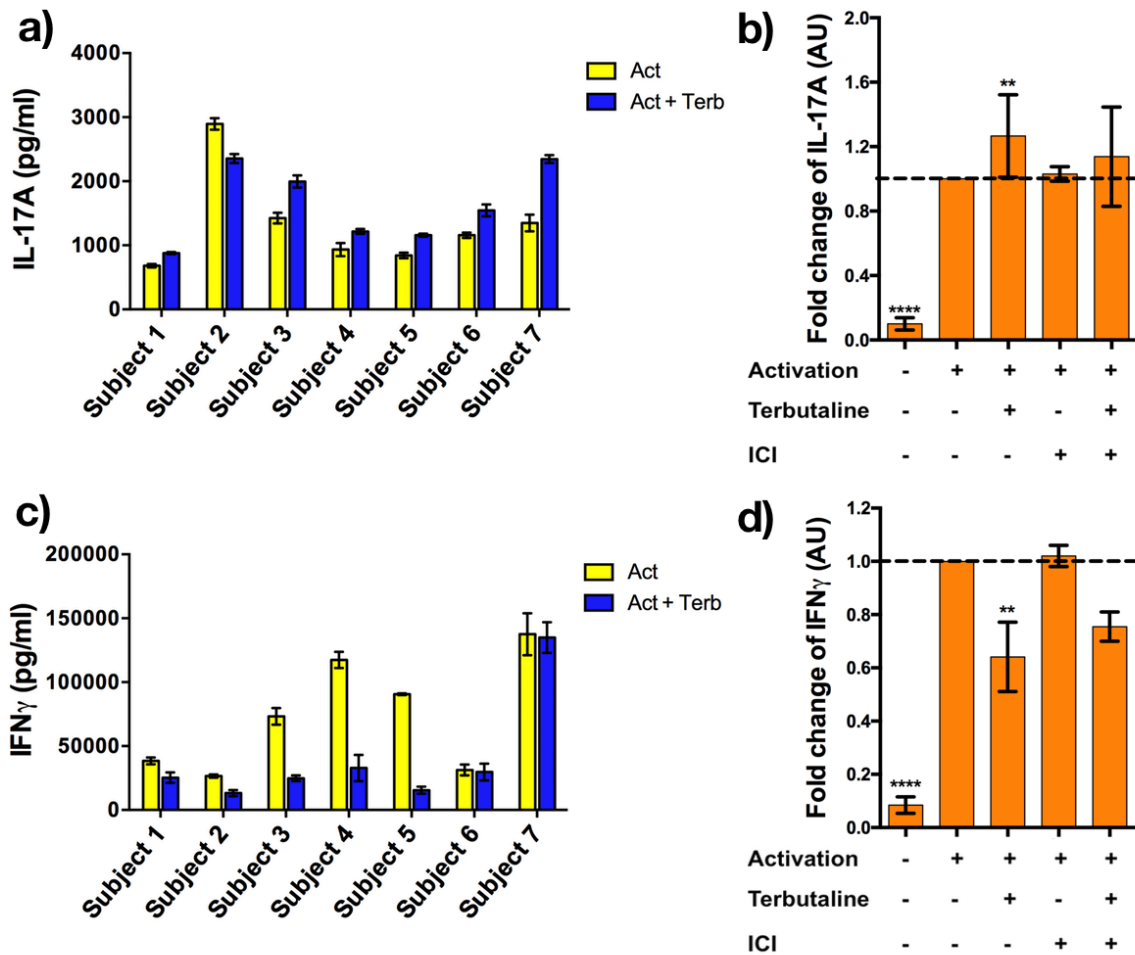 a)
IL-17A (pg/ml)
4000
3000
2000
1000
0
Act
Act + Terb
Subject 1
Subject 2
Subject 3
Subject 4
Subject 5
Subject 6
Subject 7
b)
Fold change of IL-17A (AU)
2.0
1.6
1.2
0.8
0.4
0.0
****
**
Activation - + + + +
Terbutaline - - + - +
ICI - - - + +
c)
IFNγ (pg/ml)
200000
150000
100000
50000
0
Act
Act + Terb
Subject 1
Subject 2
Subject 3
Subject 4
Subject 5
Subject 6
Subject 7
d)
Fold change of IFNγ (AU)
1.2
1.0
0.8
0.6
0.4
0.2
0.0
****
**
Activation - + + + +
Terbutaline - - + - +
ICI - - - + +